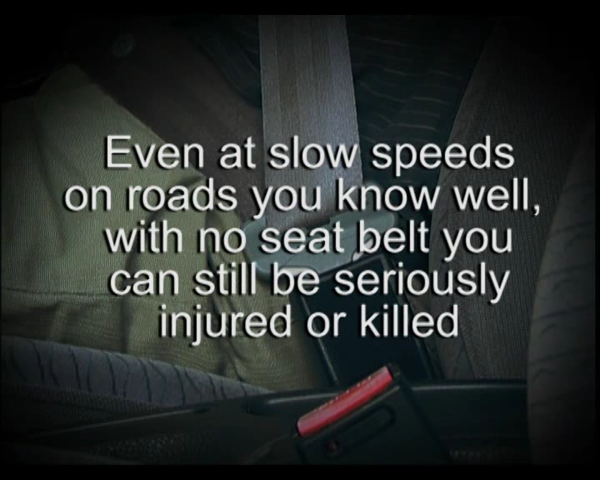 Even at slow speeds
on roads you know well,
with no seat belt you
can still be seriously
injured or killed